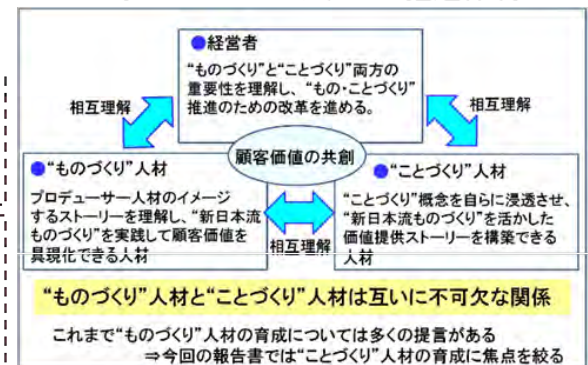 ●経営者
“ものづくり”と“ことづくり”両方の
重要性を理解し、“もの・ことづくり”
推進のための改革を進める。
相互理解
相互理解
顧客価値の共創
●“ものづくり”人材
プロデューサー人材のイメージ
するストーリーを理解し、“新日本流
ものづくり”を実践して顧客価値を
具現化できる人材
相互理解
●“ことづくり”人材
“ことづくり”概念を自らに浸透させ、
“新日本流ものづくり”を活かした
価値提供ストーリーを構築できる
人材
“ものづくり”人材と“ことづくり”人材は互いに不可欠な関係
これまで“ものづくり”人材の育成については多くの提言がある
⇒今回の報告書では“ことづくり”人材の育成に焦点を絞る